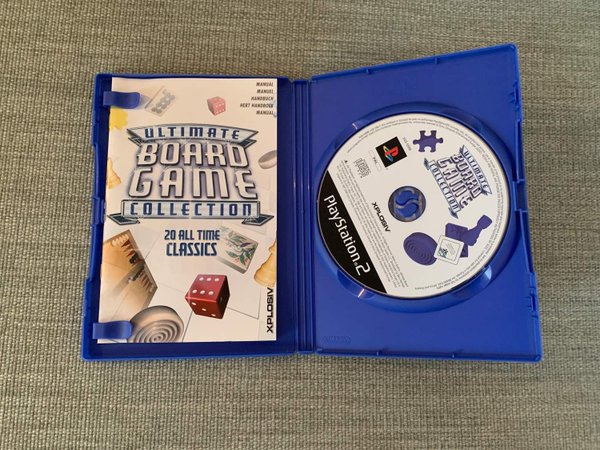 MANUAL
MANUEL
HANDBUCH
HERT HANDBOEK
MANUAL
ULTIMATE
BOARD
GAME
COLLECTION
20 ALL TIME
CLASSICS
XPLOSIV
ULTIMATE
BOARD
GAME
COLLECTION
PAL
XPLOSIV
PlayStation.2